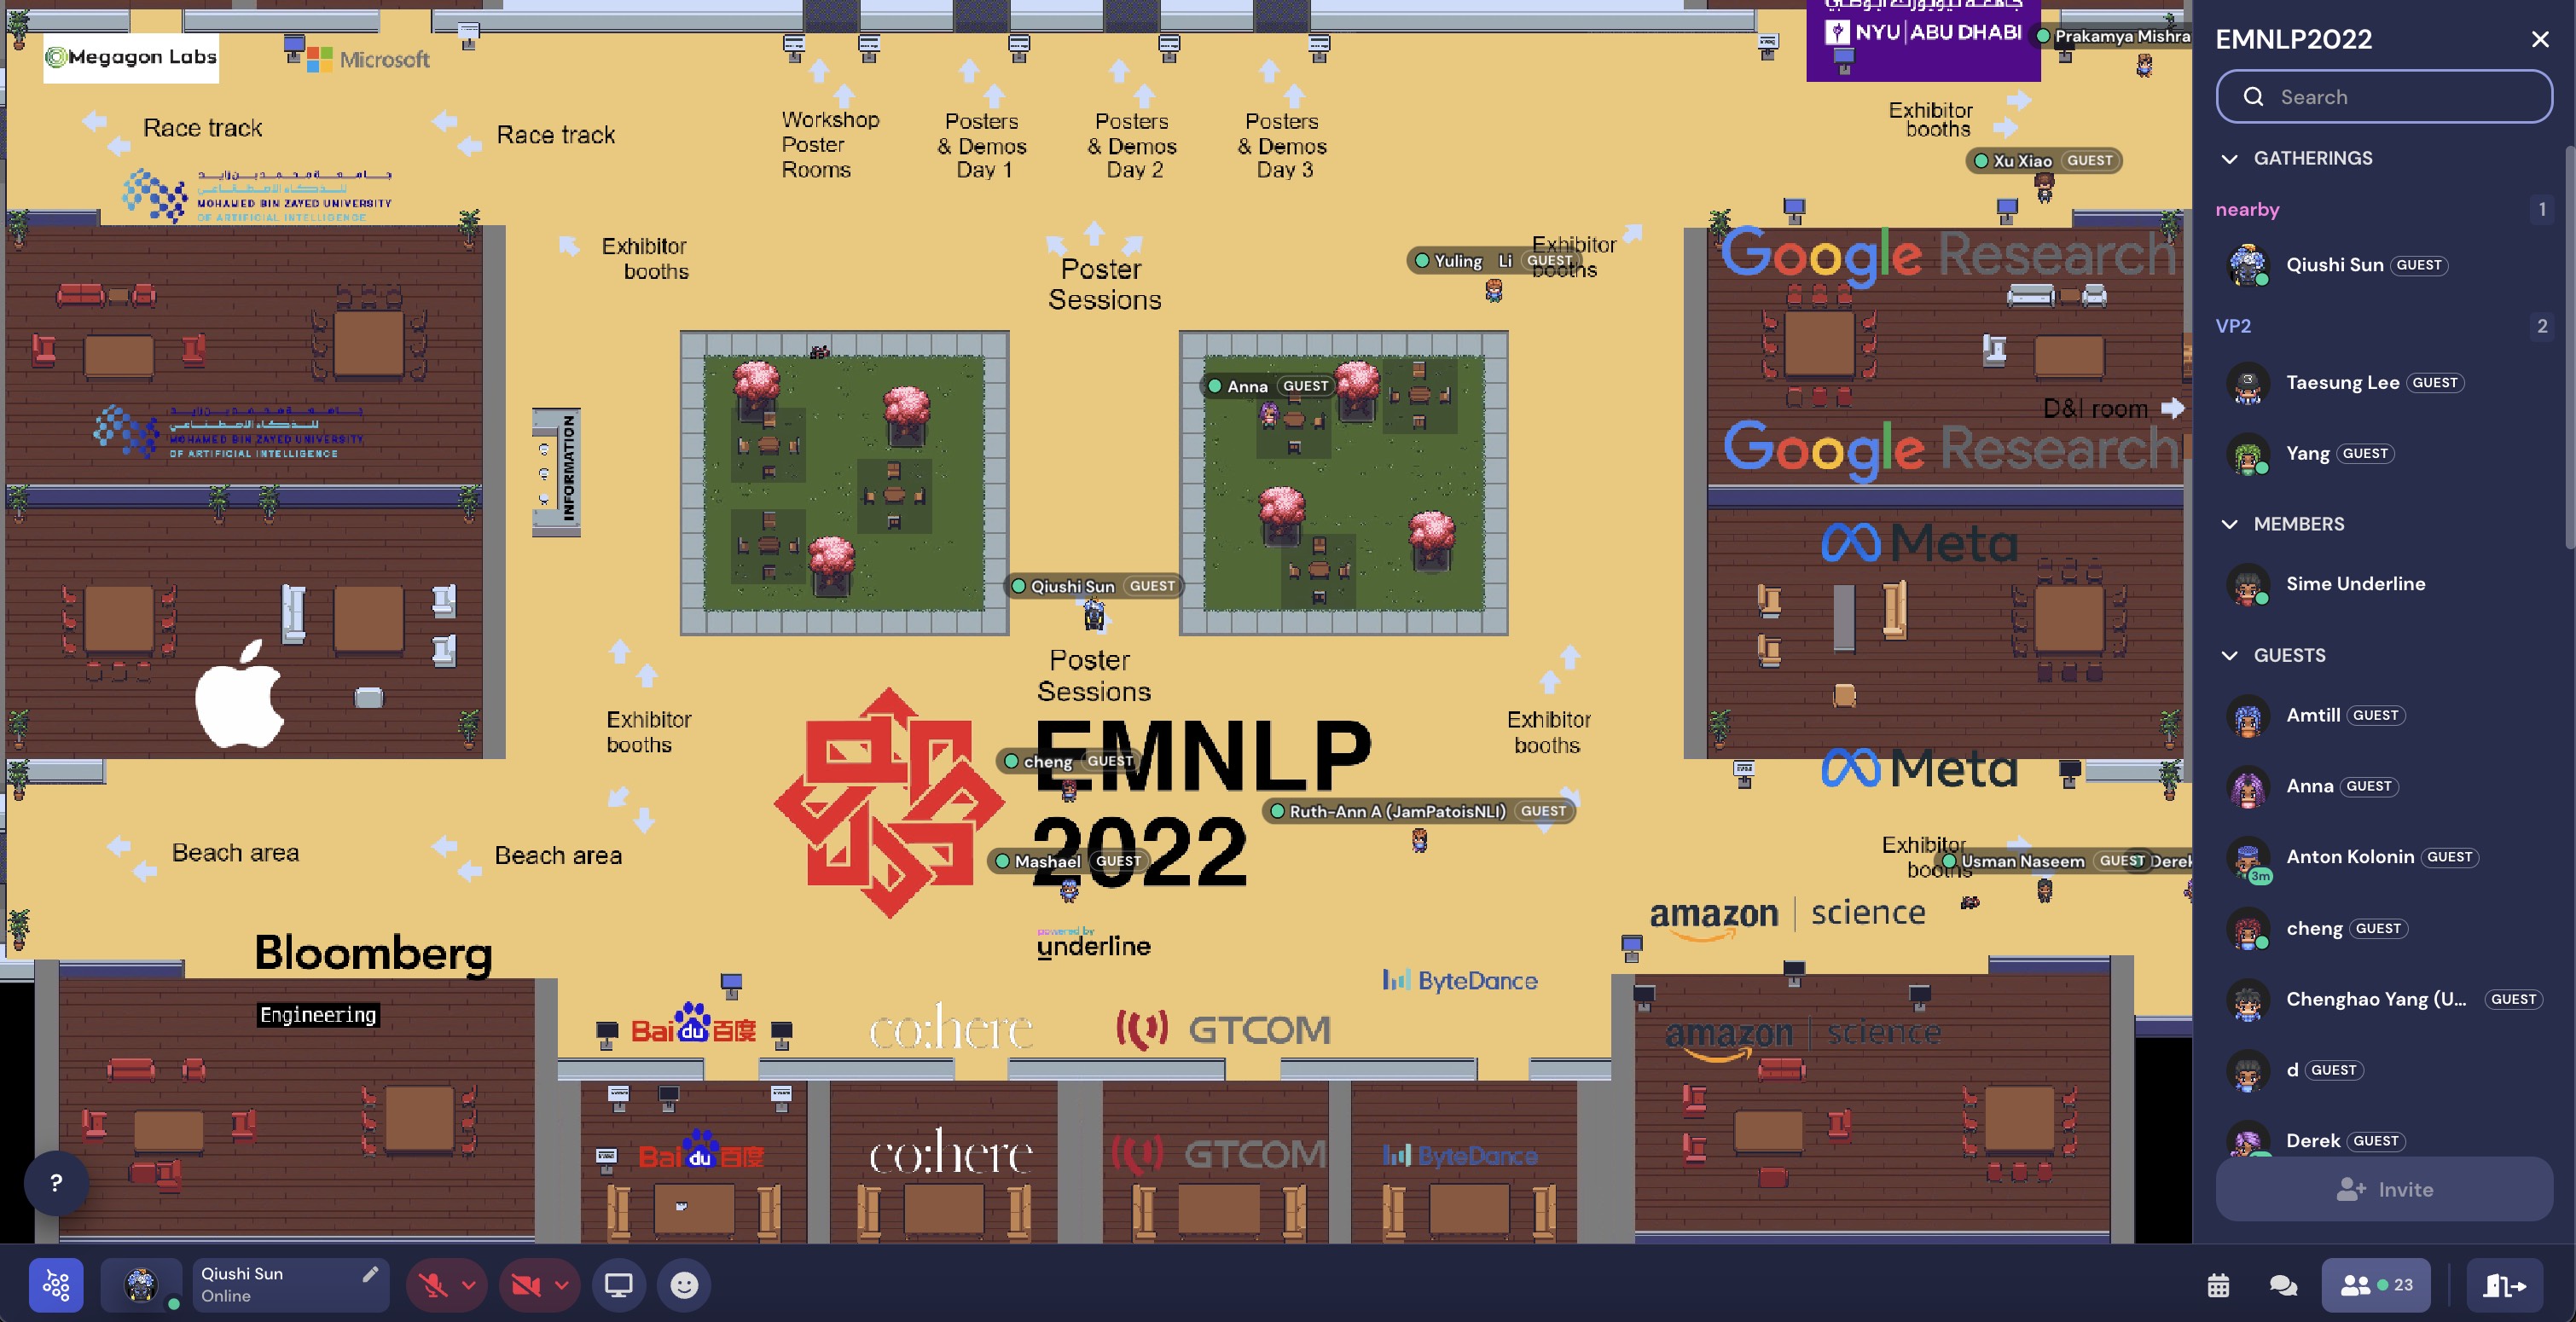 Megagon Labs
Microsoft
NYU | ABU DHABI
Prakamya Mishra
Race track
Race track
Workshop
Poster
Rooms
Posters
& Demos
Day 1
Posters
& Demos
Day 2
Posters
& Demos
Day 3
Exhibitor
booths
Xu Xiao GUEST
MOHAMED BIN ZAYED UNIVERSITY
OF ARTIFICIAL INTELLIGENCE
Exhibitor
booths
Poster
Sessions
Yuling Li GUEST
Exhibitor
booths
Google Research
Anna GUEST
D&I room
MOHAMED BIN ZAYED UNIVERSITY
OF ARTIFICIAL INTELLIGENCE
INFORMATION
Google Research
Meta
Qiushi Sun GUEST
Poster
Sessions
Exhibitor
booths
Exhibitor
booths
EMNLP
2022
cheng GUEST
Meta
Ruth-Ann A (JamPatoisNLI) GUEST
Mashael GUEST
Beach area
Beach area
Exhibitor
booths
Usman Naseem GUEST
Derek
powered by
underline
amazon | science
Bloomberg
Engineering
ByteDance
Bai du 百度
co:here
GTCOM
amazon | science
Bai du 百度
co:here
GTCOM
ByteDance
?
Qiushi Sun
Online
23
EMNLP2022
Search
GATHERINGS
nearby 1
Qiushi Sun GUEST
VP2 2
Taesung Lee GUEST
Yang GUEST
MEMBERS
Sime Underline
GUESTS
Amtill GUEST
Anna GUEST
Anton Kolonin GUEST
3m
cheng GUEST
Chenghao Yang (U... GUEST
d GUEST
Derek GUEST
Invite